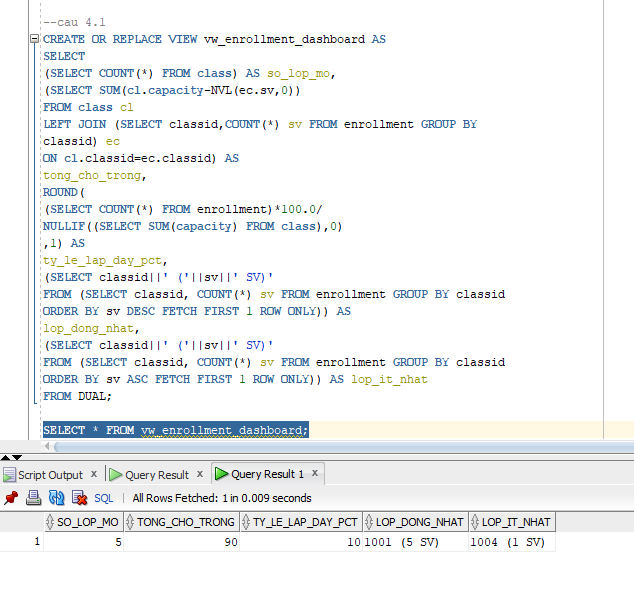 --cau 4.1
CREATE OR REPLACE VIEW vw_enrollment_dashboard AS
SELECT
(SELECT COUNT(*) FROM class) AS so_lop_mo,
(SELECT SUM(cl.capacity-NVL(ec.sv,0))
FROM class cl
LEFT JOIN (SELECT classid,COUNT(*) sv FROM enrollment GROUP BY
classid) ec
ON cl.classid=ec.classid) AS
tong_cho_trong,
ROUND(
(SELECT COUNT(*) FROM enrollment)*100.0/
NULLIF((SELECT SUM(capacity) FROM class),0)
,1) AS
ty_le_lap_day_pct,
(SELECT classid||' ('||sv||' SV)'
FROM (SELECT classid, COUNT(*) sv FROM enrollment GROUP BY classid
ORDER BY sv DESC FETCH FIRST 1 ROW ONLY)) AS
lop_dong_nhat,
(SELECT classid||' ('||sv||' SV)'
FROM (SELECT classid, COUNT(*) sv FROM enrollment GROUP BY classid
ORDER BY sv ASC FETCH FIRST 1 ROW ONLY)) AS lop_it_nhat
FROM DUAL;
SELECT * FROM vw_enrollment_dashboard;
Script Output x Query Result x Query Result 1 x
SQL | All Rows Fetched: 1 in 0.009 seconds
SO_LOP_MO TONG_CHO_TRONG TY_LE_LAP_DAY_PCT LOP_DONG_NHAT LOP_IT_NHAT
1 5 90 10 1001 (5 SV) 1004 (1 SV)